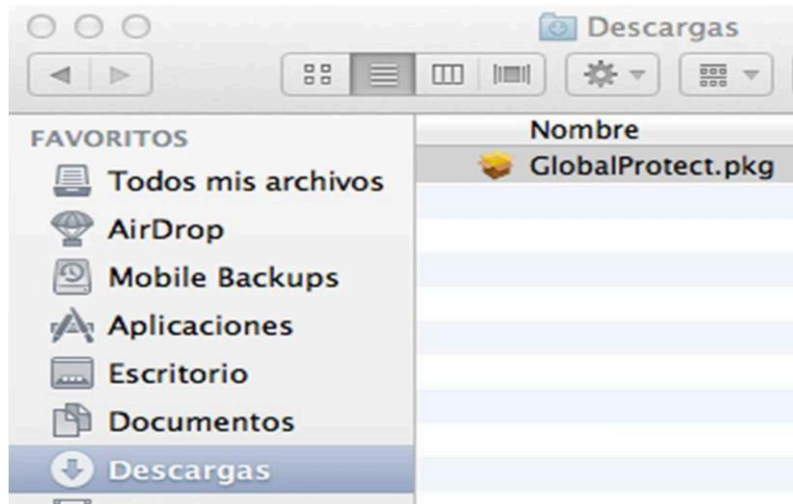 Descargas
FAVORITOS
Todos mis archivos
AirDrop
Mobile Backups
Aplicaciones
Escritorio
Documentos
Descargas
Nombre
GlobalProtect.pkg